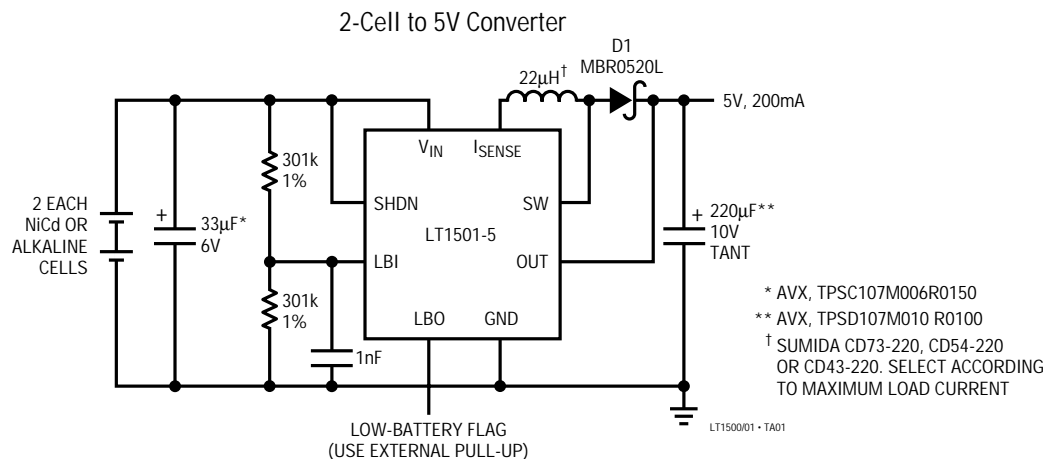 2-Cell to 5V Converter
D1
MBR0520L
22µH†
5V, 200mA
VIN
ISENSE
301k
1%
2 EACH
NiCd OR
ALKALINE
CELLS
+
33µF*
6V
SHDN
SW
LT1501-5
+
220µF**
10V
TANT
LBI
OUT
301k
1%
LBO
GND
1nF
* AVX, TPSC107M006R0150
** AVX, TPSD107M010 R0100
† SUMIDA CD73-220, CD54-220
OR CD43-220. SELECT ACCORDING
TO MAXIMUM LOAD CURRENT
LOW-BATTERY FLAG
(USE EXTERNAL PULL-UP)
LT1500/01 • TA01